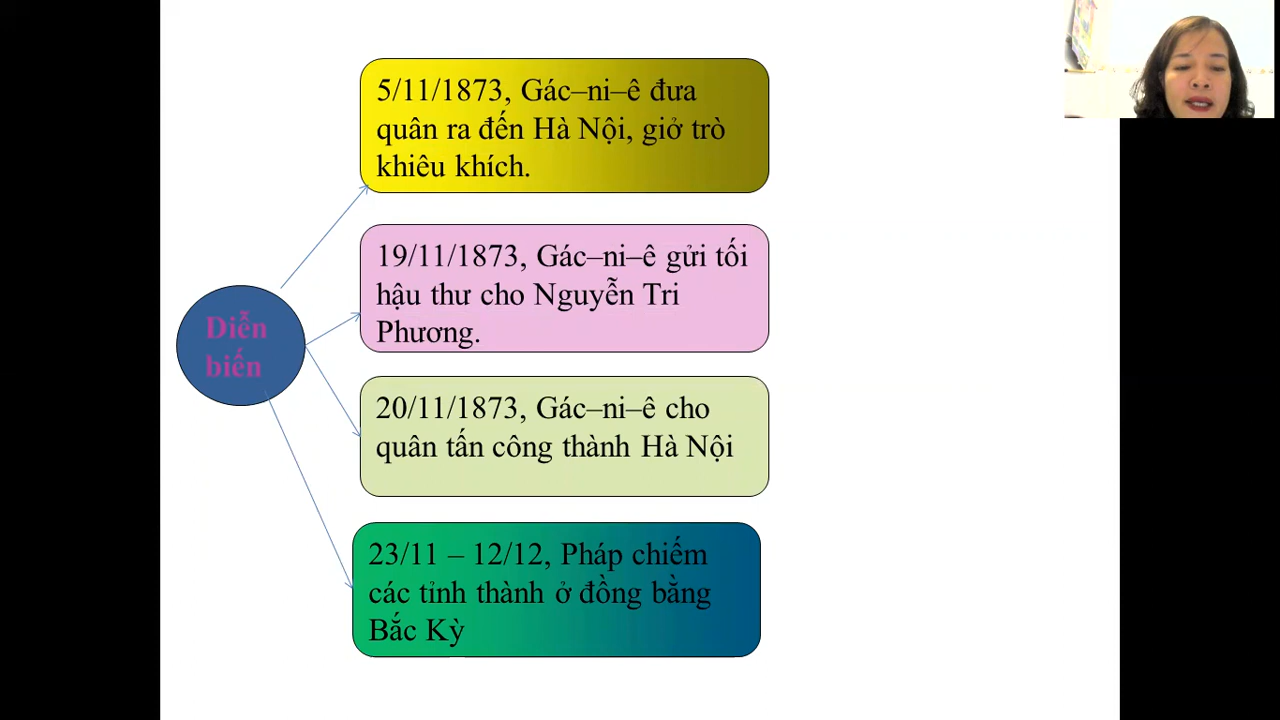 5/11/1873, Gác–ni–ê đưa
quân ra đến Hà Nội, giở trò
khiêu khích.
19/11/1873, Gác–ni–ê gửi tối
hậu thư cho Nguyễn Tri
Phương.
Diễn
biến
20/11/1873, Gác–ni–ê cho
quân tấn công thành Hà Nội
23/11 – 12/12, Pháp chiếm
các tỉnh thành ở đồng bằng
Bắc Kỳ